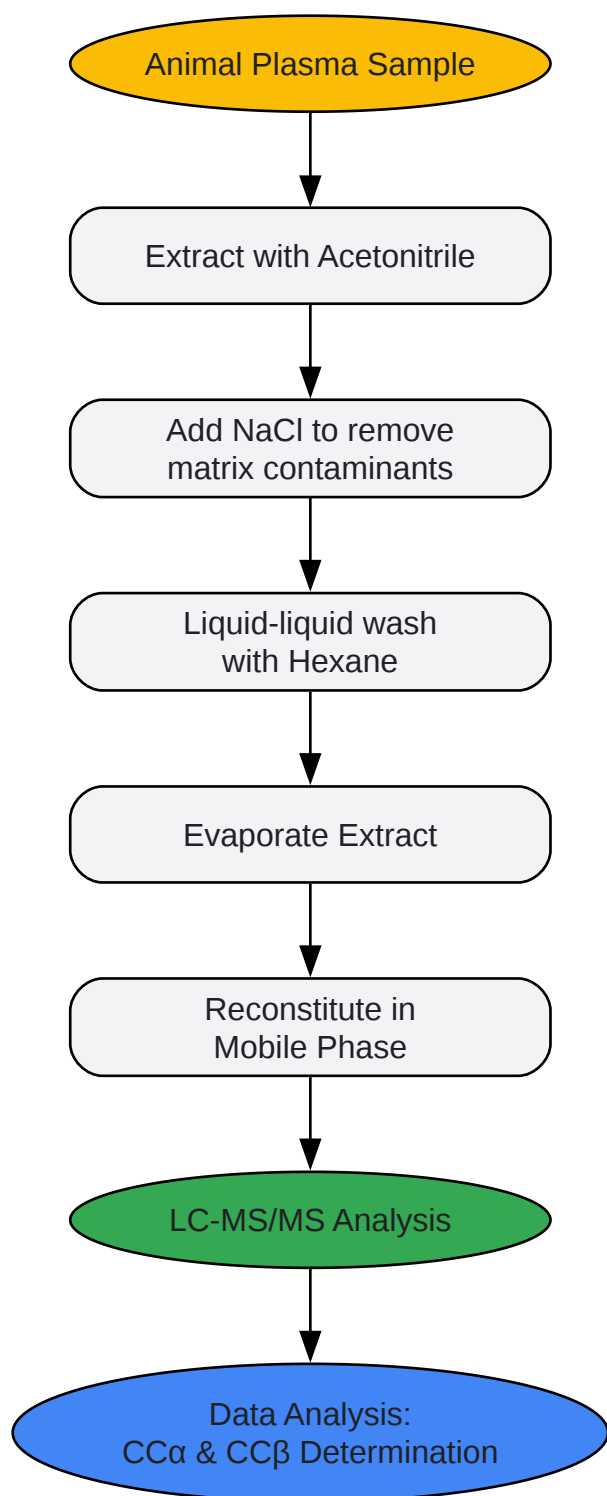 Animal Plasma Sample
Extract with Acetonitrile
Add NaCl to remove
matrix contaminants
Liquid-liquid wash
with Hexane
Evaporate Extract
Reconstitute in
Mobile Phase
LC-MS/MS Analysis
Data Analysis:
CCα & CCβ Determination